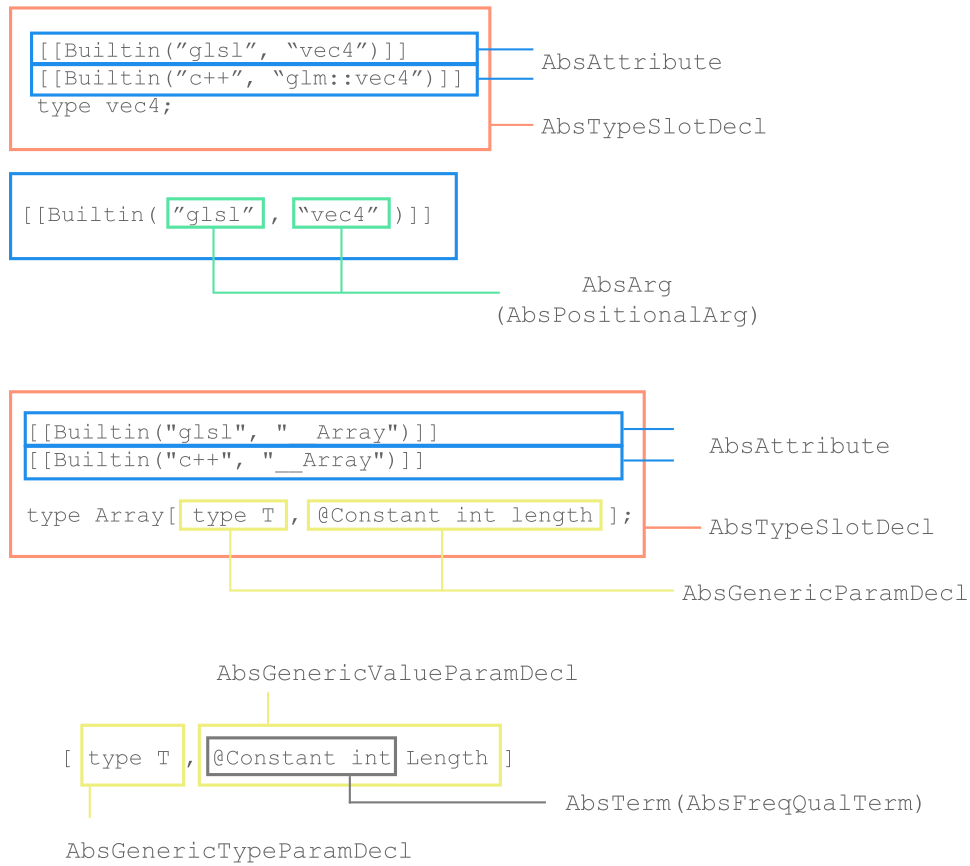 [[Builtin(”glsl”, “vec4”)]]
[[Builtin(”c++”, “glm::vec4”)]]
type vec4;
AbsAttribute
AbsTypeSlotDecl
[[Builtin( ”glsl” , “vec4” )]]
AbsArg
(AbsPositionalArg)
[[Builtin("glsl", "__Array")]]
[[Builtin("c++", "__Array")]]
AbsAttribute
type Array[ type T , @Constant int length ];
AbsTypeSlotDecl
AbsGenericParamDecl
AbsGenericValueParamDecl
[ type T , @Constant int Length ]
AbsTerm(AbsFreqQualTerm)
AbsGenericTypeParamDecl